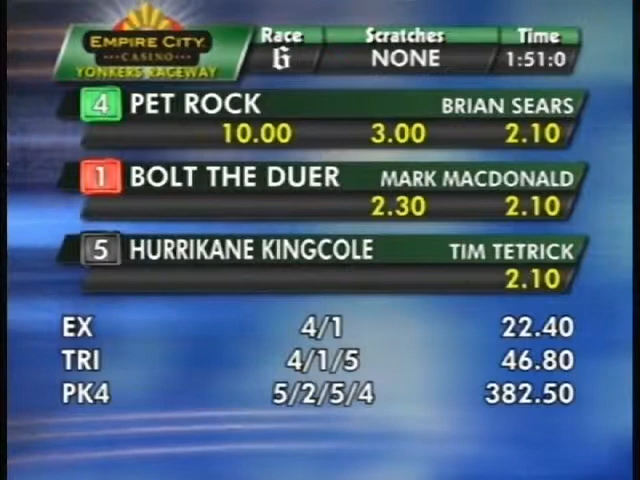 EMPIRE CITY
CASINO
YONKERS RACEWAY
Race Scratches Time
6 NONE 1:51:0
4 PET ROCK BRIAN SEARS
10.00 3.00 2.10
1 BOLT THE DUER MARK MACDONALD
2.30 2.10
5 HURRIKANE KINGCOLE TIM TETRICK
2.10
EX 4/1 22.40
TRI 4/1/5 46.80
PK4 5/2/5/4 382.50